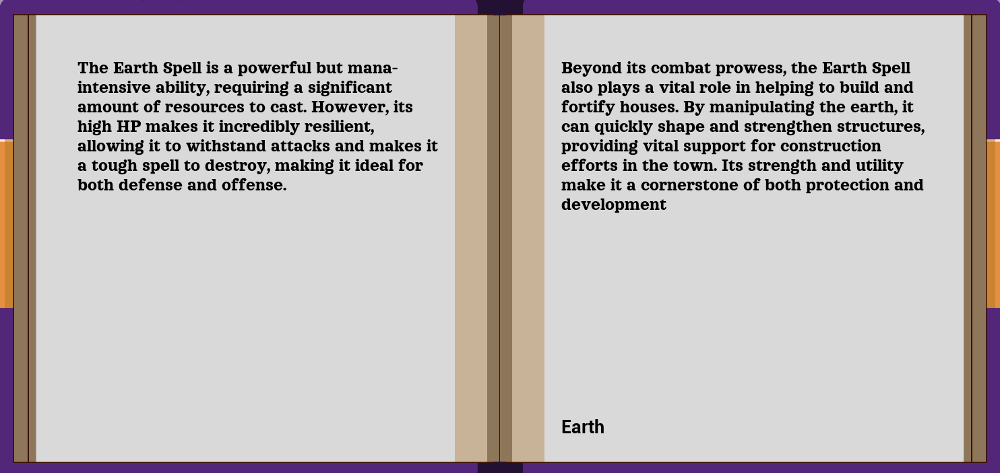 The Earth Spell is a powerful but mana-
intensive ability, requiring a significant
amount of resources to cast. However, its
high HP makes it incredibly resilient,
allowing it to withstand attacks and makes it
a tough spell to destroy, making it ideal for
both defense and offense.
Beyond its combat prowess, the Earth Spell
also plays a vital role in helping to build and
fortify houses. By manipulating the earth, it
can quickly shape and strengthen structures,
providing vital support for construction
efforts in the town. Its strength and utility
make it a cornerstone of both protection and
development
Earth